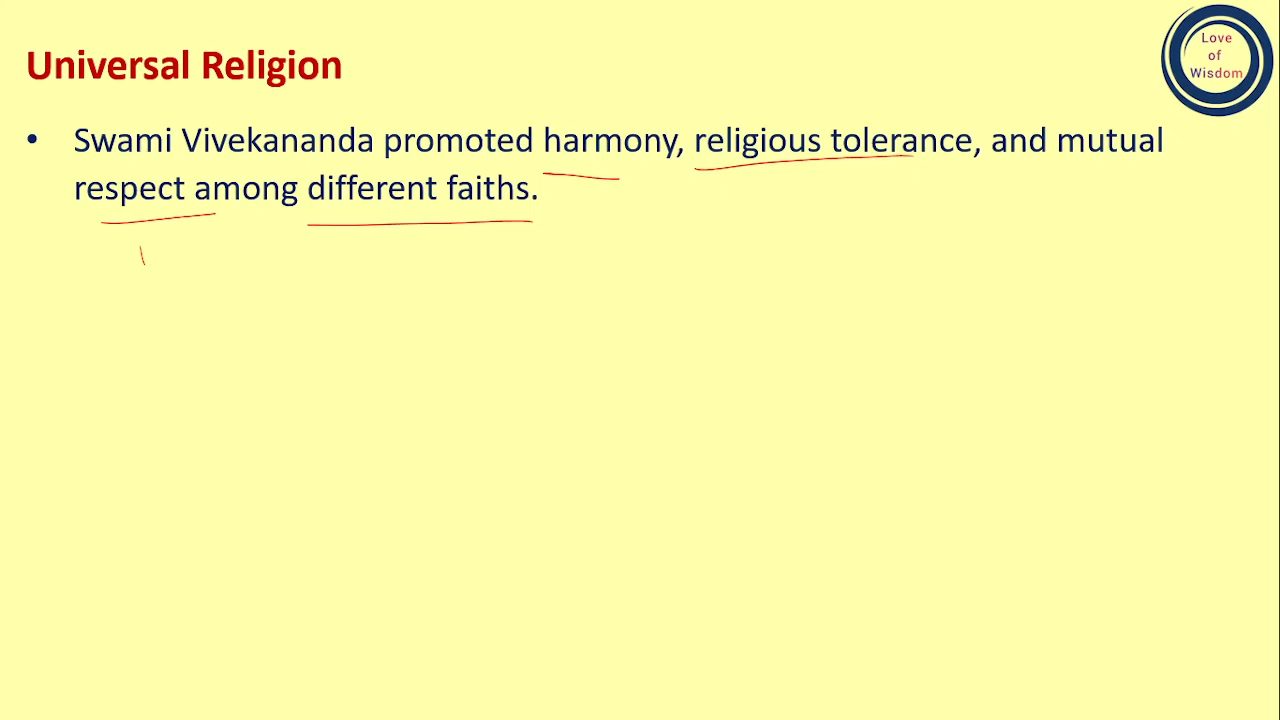 Love
of
Wisdom
Universal Religion
• Swami Vivekananda promoted harmony, religious tolerance, and mutual
respect among different faiths.